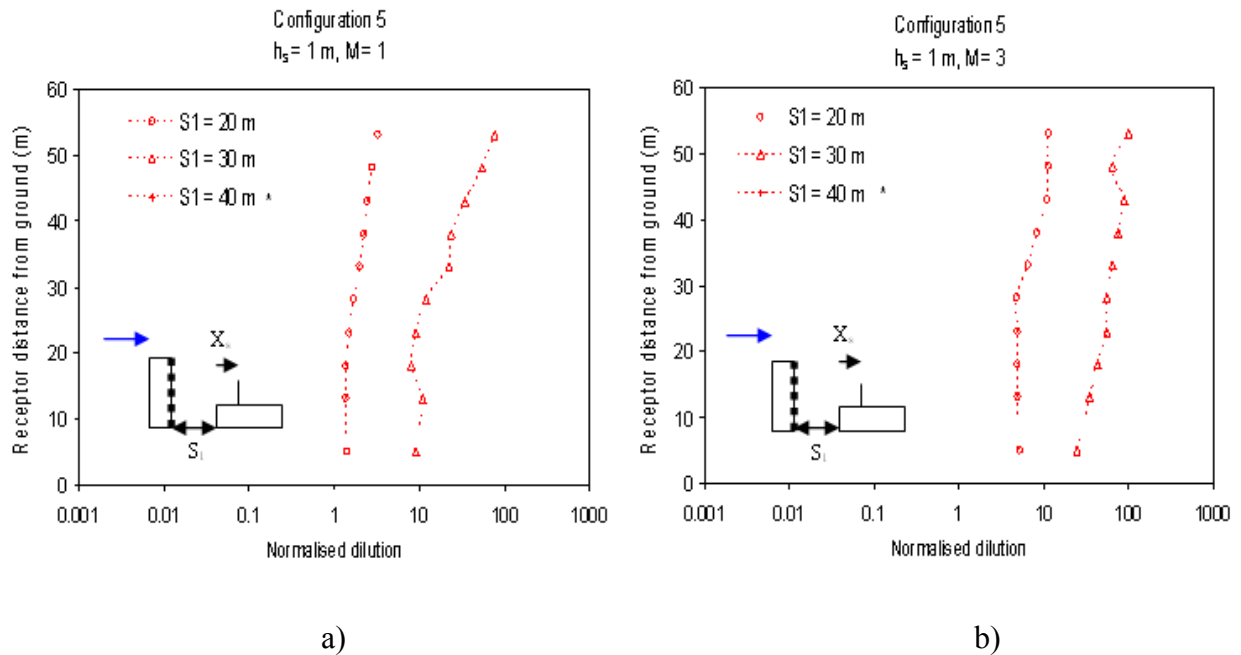 Configuration 5
hₛ = 1 m, M= 1
60
50
40
30
20
10
0
Receptor distance from ground (m)
S1 = 20 m
S1 = 30 m
S1 = 40 m *
X
S₁
0.001
0.01
0.1
1
10
100
1000
Normalised dilution
a)
Configuration 5
hₛ = 1 m, M= 3
60
50
40
30
20
10
0
Receptor distance from ground (m)
S1 = 20 m
S1 = 30 m
S1 = 40 m *
X
S₁
0.001
0.01
0.1
1
10
100
1000
Normalised dilution
b)